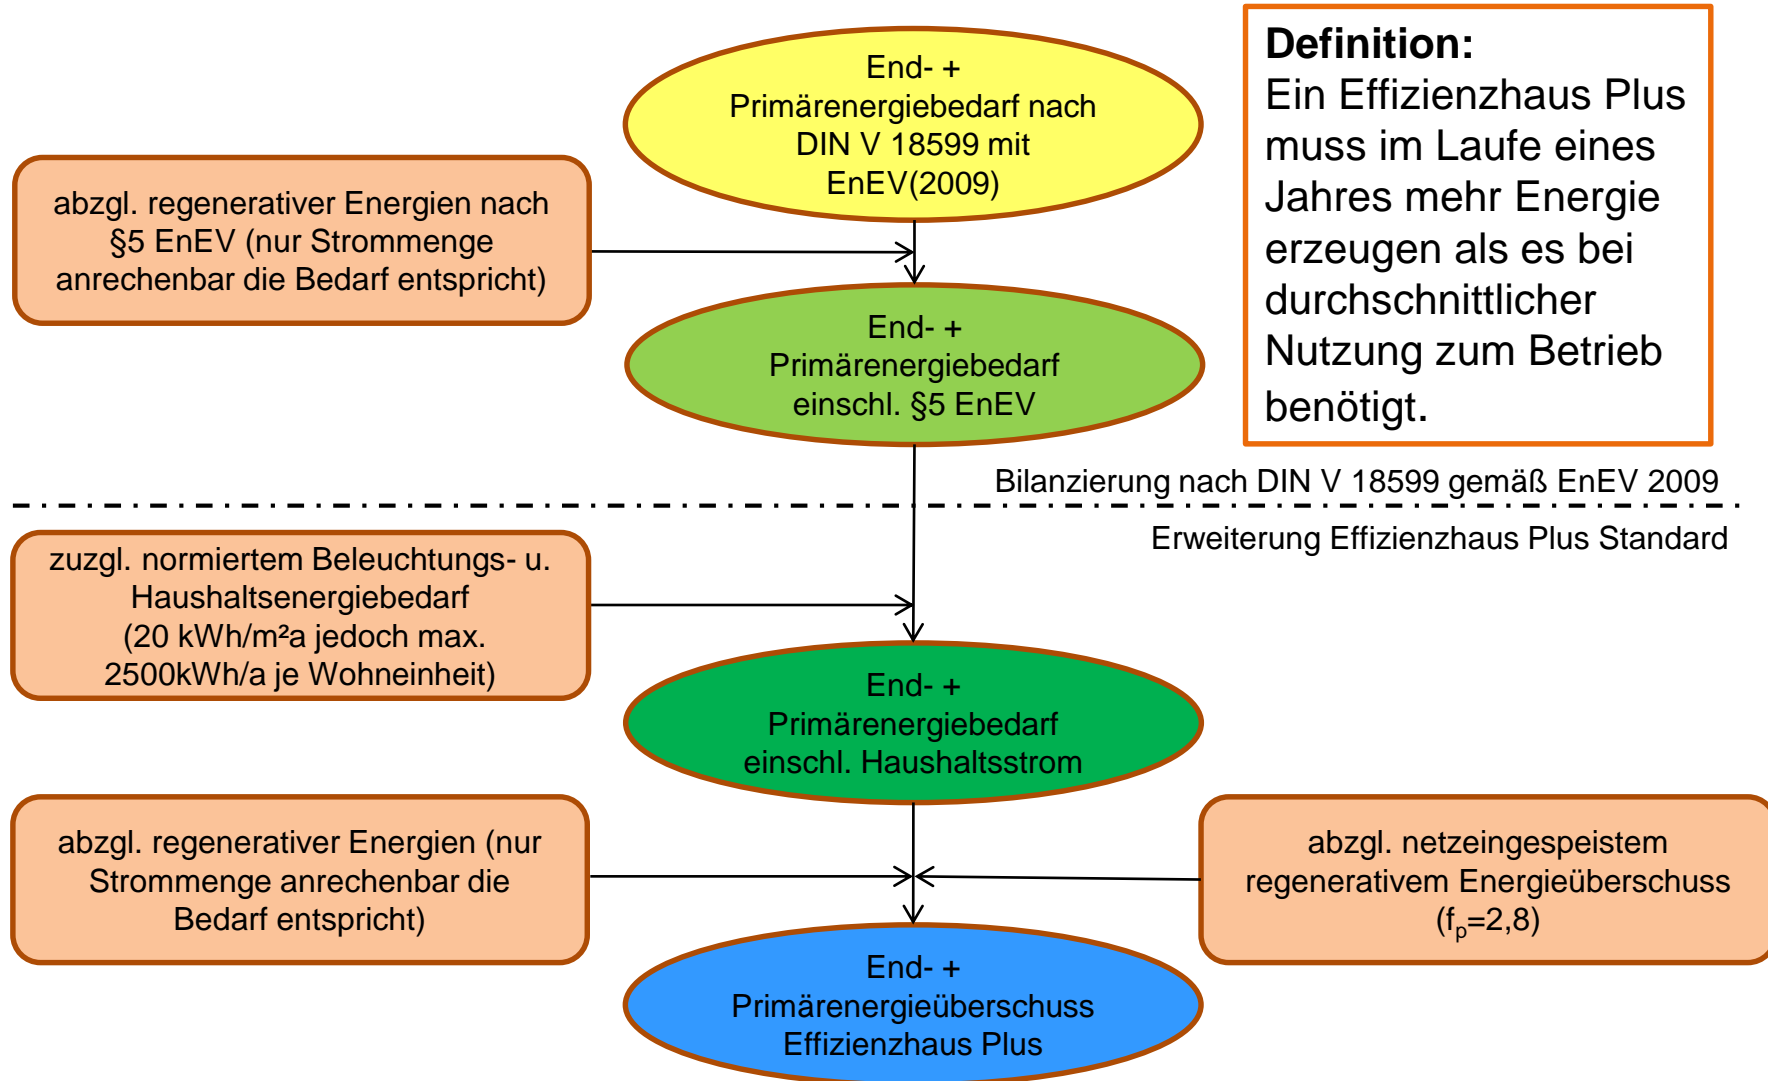 End- +
Primärenergiebedarf nach
DIN V 18599 mit
EnEV(2009)
Definition:
Ein Effizienzhaus Plus
muss im Laufe eines
Jahres mehr Energie
erzeugen als es bei
durchschnittlicher
Nutzung zum Betrieb
benötigt.
abzgl. regenerativer Energien nach
§5 EnEV (nur Strommenge
anrechenbar die Bedarf entspricht)
End- +
Primärenergiebedarf
einschl. §5 EnEV
Bilanzierung nach DIN V 18599 gemäß EnEV 2009
Erweiterung Effizienzhaus Plus Standard
zuzgl. normiertem Beleuchtungs- u.
Haushaltsenergiebedarf
(20 kWh/m²a jedoch max.
2500kWh/a je Wohneinheit)
End- +
Primärenergiebedarf
einschl. Haushaltsstrom
abzgl. regenerativer Energien (nur
Strommenge anrechenbar die
Bedarf entspricht)
abzgl. netzeingespeistem
regenerativem Energieüberschuss
(fp=2,8)
End- +
Primärenergieüberschuss
Effizienzhaus Plus